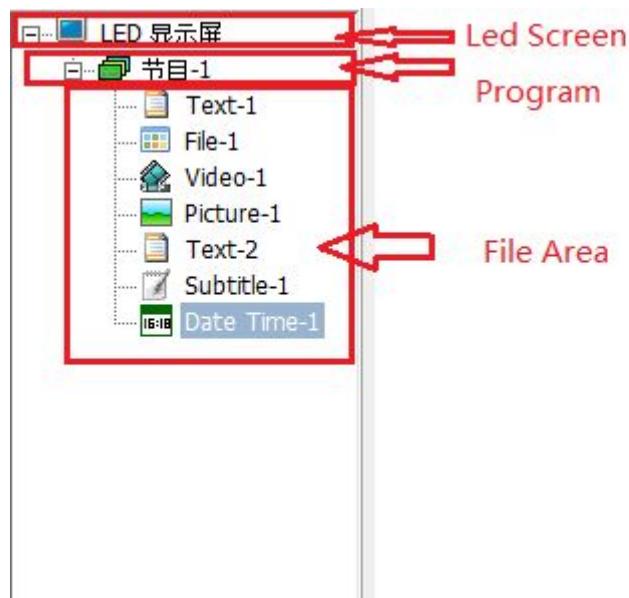 LED 显示屏
Led Screen
节目-1
Program
Text-1
File-1
Video-1
Picture-1
Text-2
File Area
Subtitle-1
16:18
Date Time-1